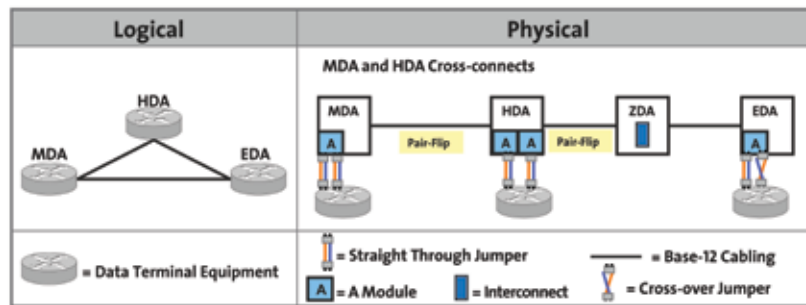 Logical
Physical
HDA
MDA
EDA
MDA and HDA Cross-connects
MDA
HDA
ZDA
EDA
A
A
A
A
Pair-Flip
Pair-Flip
= Data Terminal Equipment
= Straight Through Jumper
= Base-12 Cabling
A
= A Module
= Interconnect
= Cross-over Jumper